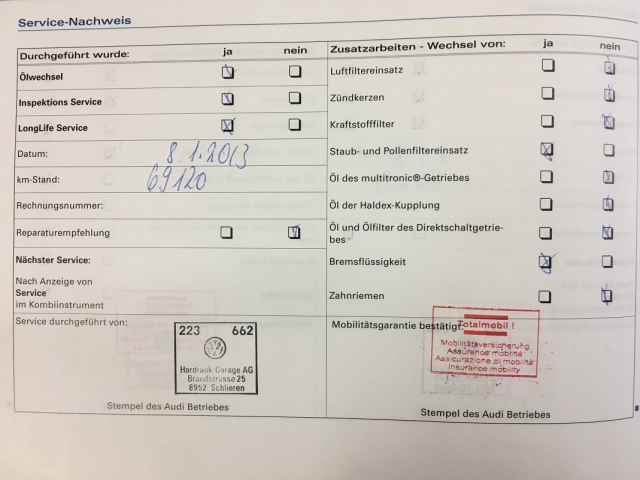 Service-Nachweis
Durchgeführt wurde: ja nein
Ölwechsel
Inspektions Service
LongLife Service
Datum: 8.1.2013
km-Stand: 69120
Rechnungsnummer:
Reparaturempfehlung
Nächster Service:
Nach Anzeige von
Service
im Kombiinstrument
Service durchgeführt von:
223 662
Hardrank Garage AG
Brandstrasse 25
8952 Schlieren
Stempel des Audi Betriebes
Zusatzarbeiten - Wechsel von: ja nein
Luftfiltereinsatz
Zündkerzen
Kraftstofffilter
Staub- und Pollenfiltereinsatz
Öl des multitronic®-Getriebes
Öl der Haldex-Kupplung
Öl und Ölfilter des Direktschaltgetrie-
bes
Bremsflüssigkeit
Zahnriemen
Mobilitätsgarantie bestätigt:
Totalmobil !
Mobilitätsversicherung
Assurance mobilité
Assicurazione di mobilità
Insurance mobility
Stempel des Audi Betriebes